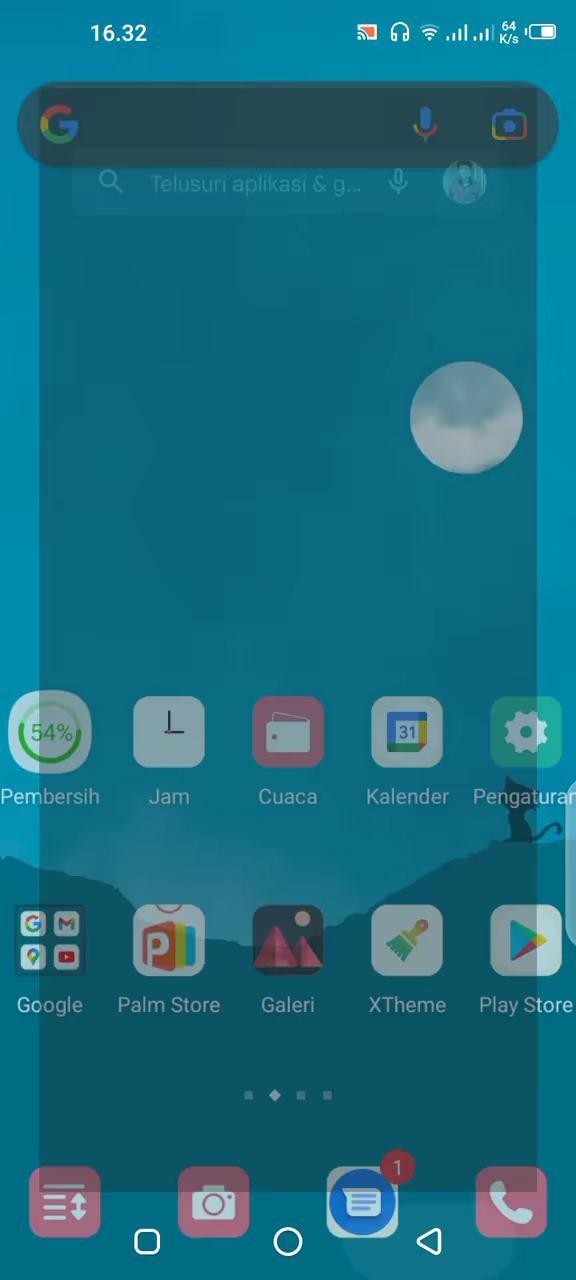 16.32
64
K/s
Telusuri aplikasi & g...
54%
31
Pembersih Jam Cuaca Kalender Pengaturan
Google Palm Store Galeri XTheme Play Store
1